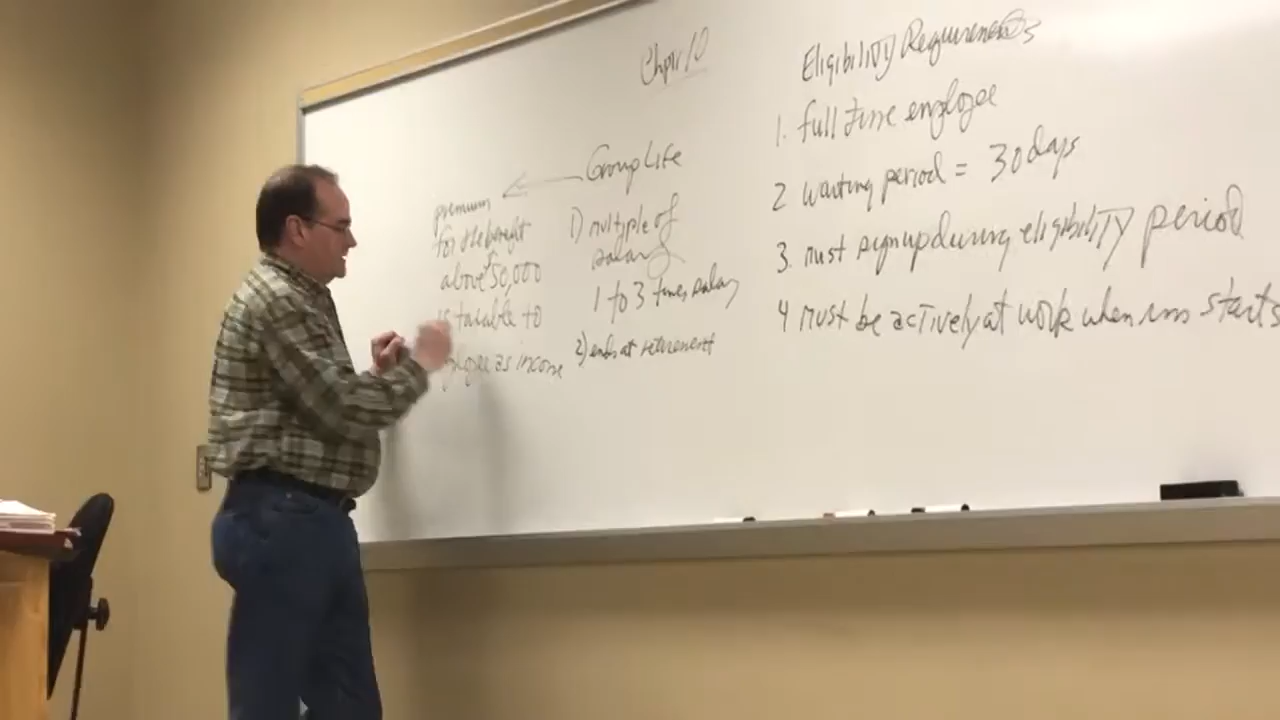 Chptr 10
Group Life
1) multiple of
salary
1 to 3 times salary
2) ends at retirement
premium
for the benefit
above $50,000
is taxable to
as income
Eligibility Requirements
1. full time employee
2 waiting period = 30 days
3. must sign up during eligibility period
4 must be actively at work when ins starts